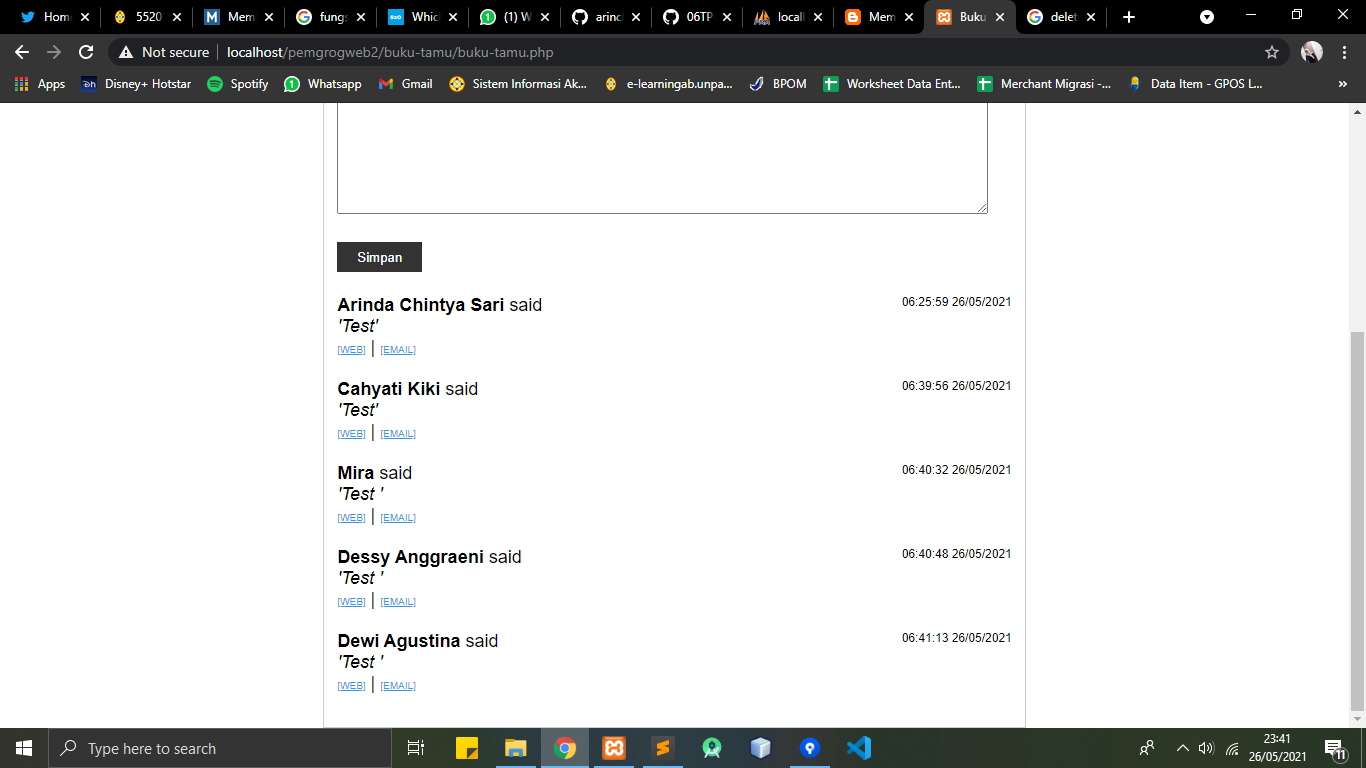 Hom
5520
Mem
fungs
Whic
(1) W
arinc
06TP
locall
Mem
Buku
delet
Not secure
localhost/pemgrogweb2/buku-tamu/buku-tamu.php
Apps
Disney+ Hotstar
Spotify
Whatsapp
Gmail
Sistem Informasi Ak...
e-learningab.unpa...
BPOM
Worksheet Data Ent...
Merchant Migrasi -...
Data Item - GPOS L...
»
Simpan
Arinda Chintya Sari said 06:25:59 26/05/2021
'Test'
[WEB] | [EMAIL]
Cahyati Kiki said 06:39:56 26/05/2021
'Test'
[WEB] | [EMAIL]
Mira said 06:40:32 26/05/2021
'Test '
[WEB] | [EMAIL]
Dessy Anggraeni said 06:40:48 26/05/2021
'Test '
[WEB] | [EMAIL]
Dewi Agustina said 06:41:13 26/05/2021
'Test '
[WEB] | [EMAIL]
Type here to search
23:41
26/05/2021
11